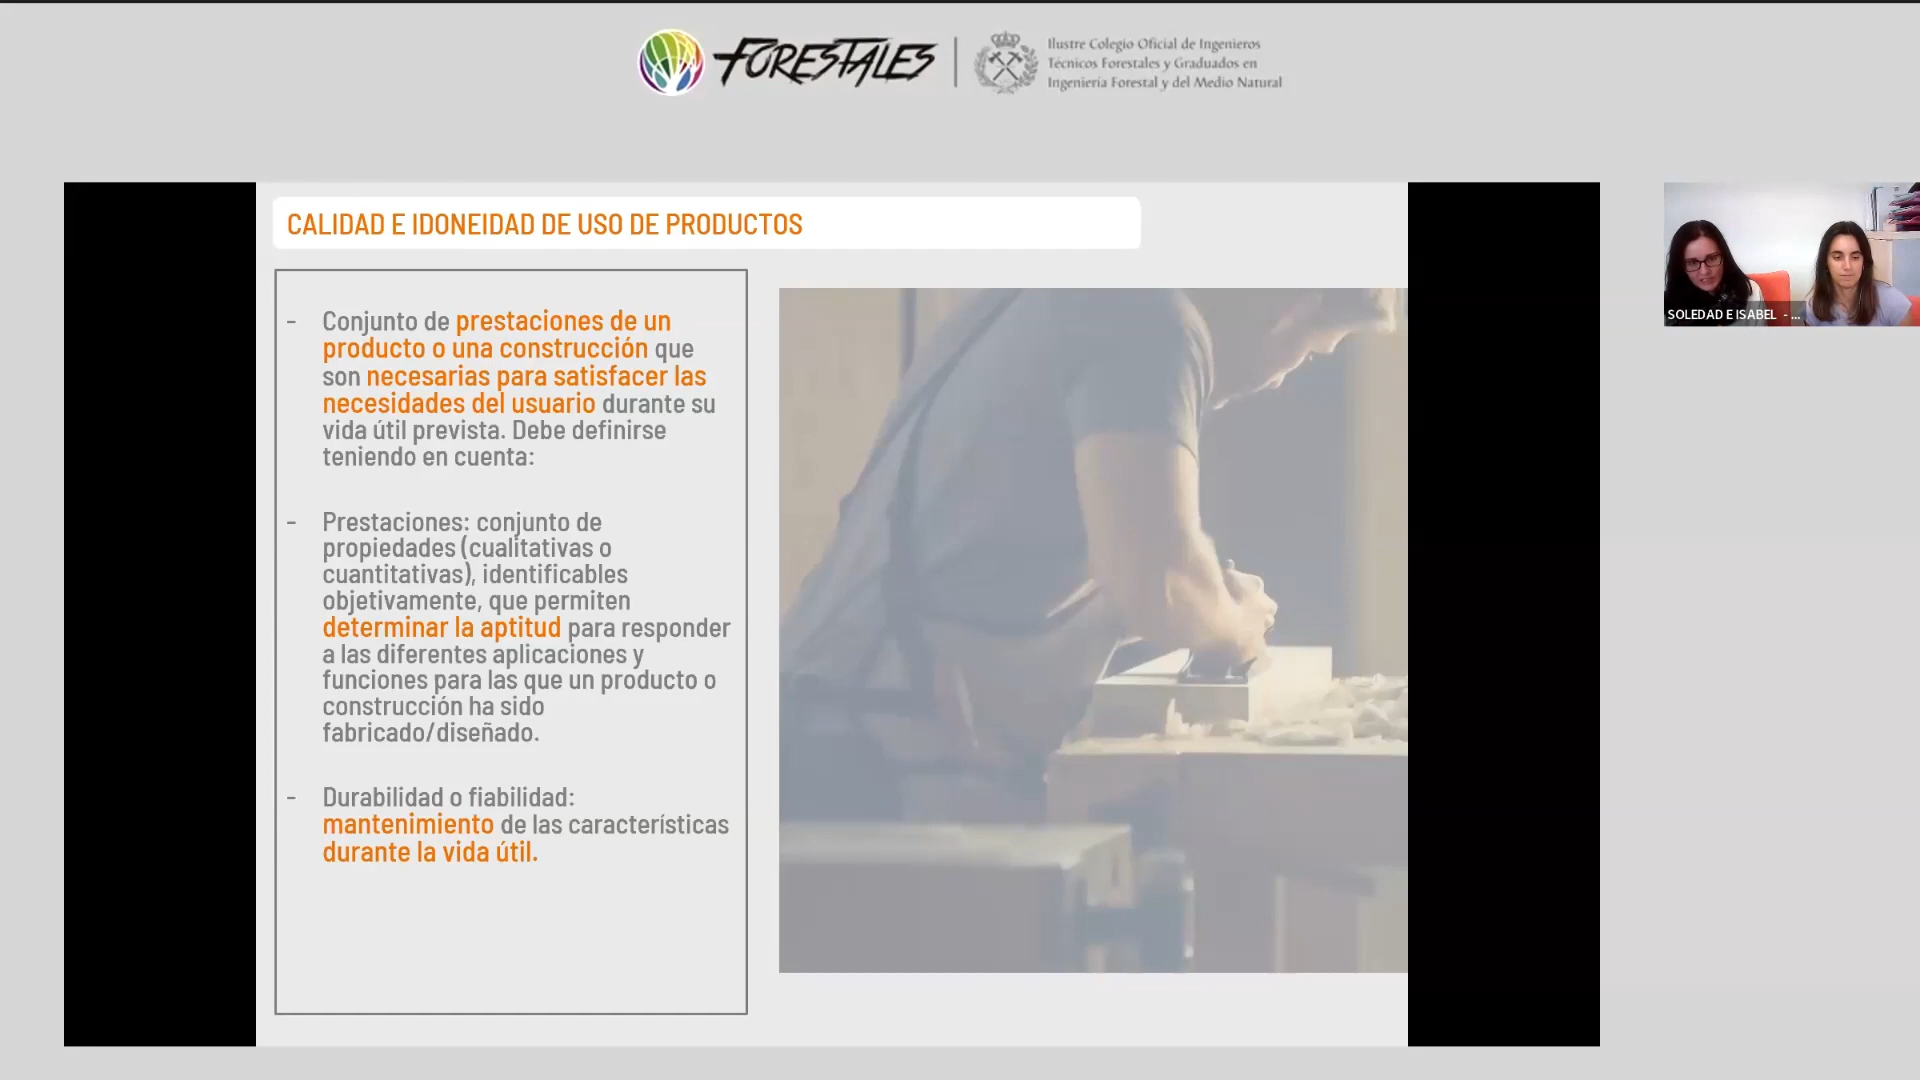 FORESTALES
Ilustre Colegio Oficial de Ingenieros
Técnicos Forestales y Graduados en
Ingeniería Forestal y del Medio Natural
CALIDAD E IDONEIDAD DE USO DE PRODUCTOS
- Conjunto de prestaciones de un
producto o una construcción que
son necesarias para satisfacer las
necesidades del usuario durante su
vida útil prevista. Debe definirse
teniendo en cuenta:
- Prestaciones: conjunto de
propiedades (cualitativas o
cuantitativas), identificables
objetivamente, que permiten
determinar la aptitud para responder
a las diferentes aplicaciones y
funciones para las que un producto o
construcción ha sido
fabricado/diseñado.
- Durabilidad o fiabilidad:
mantenimiento de las características
durante la vida útil.
SOLEDAD E ISABEL - ...